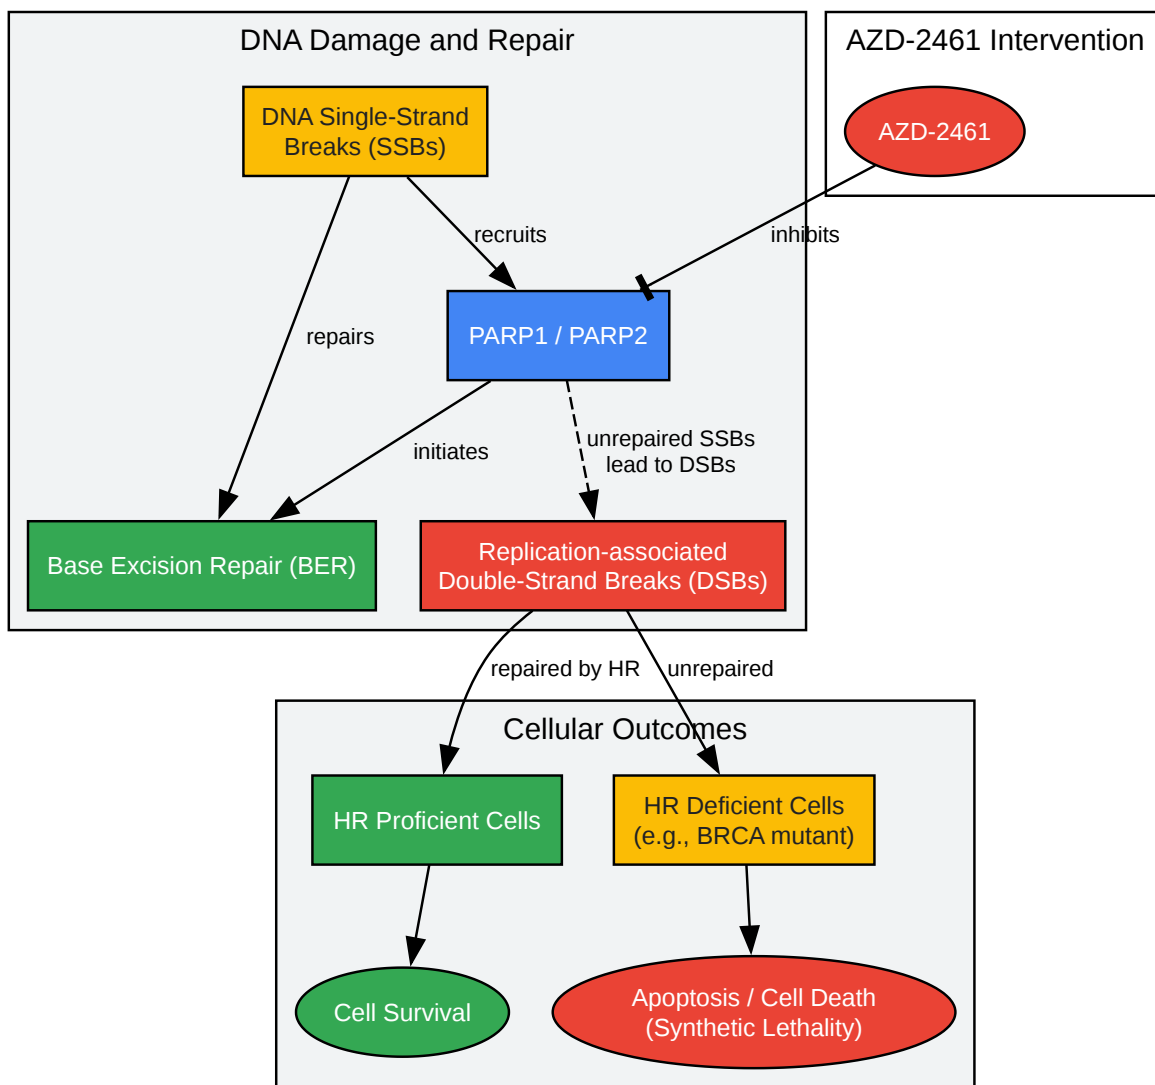 DNA Damage and Repair
AZD-2461 Intervention
DNA Single-Strand
Breaks (SSBs)
AZD-2461
recruits
inhibits
repairs
PARP1 / PARP2
initiates
unrepaired SSBs
lead to DSBs
Base Excision Repair (BER)
Replication-associated
Double-Strand Breaks (DSBs)
repaired by HR
unrepaired
Cellular Outcomes
HR Proficient Cells
HR Deficient Cells
(e.g., BRCA mutant)
Cell Survival
Apoptosis / Cell Death
(Synthetic Lethality)